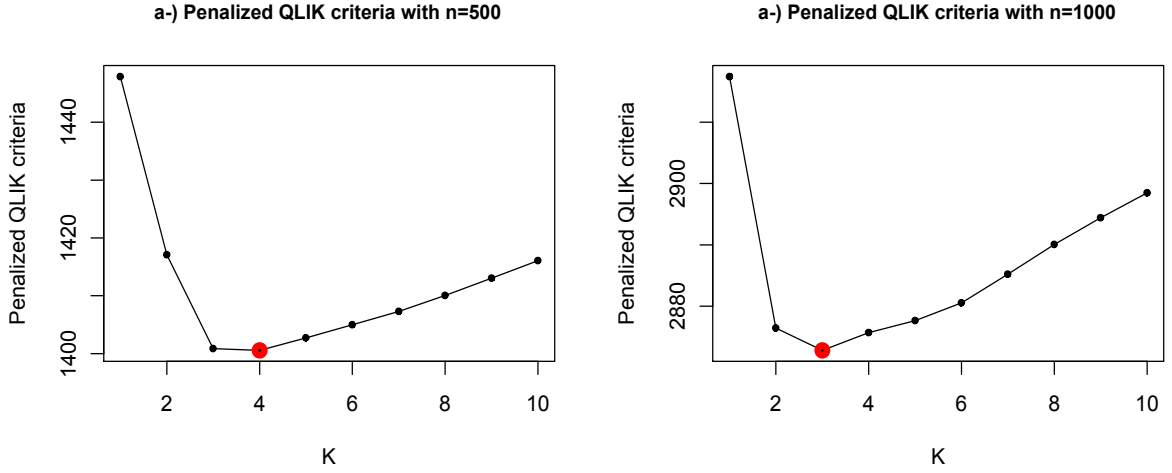 a-) Penalized QLIK criteria with n=500
Penalized QLIK criteria
1400
1420
1440
2
4
6
8
10
K
a-) Penalized QLIK criteria with n=1000
Penalized QLIK criteria
2880
2900
2
4
6
8
10
K